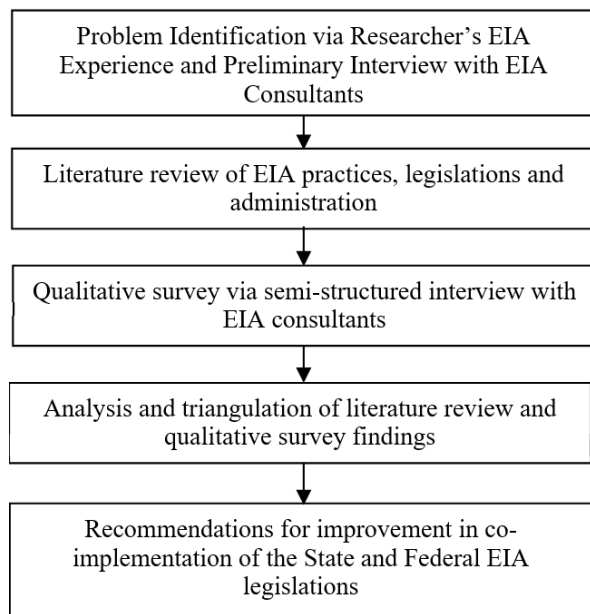 Problem Identification via Researcher’s EIA
Experience and Preliminary Interview with EIA
Consultants
Literature review of EIA practices, legislations and
administration
Qualitative survey via semi-structured interview with
EIA consultants
Analysis and triangulation of literature review and
qualitative survey findings
Recommendations for improvement in co-
implementation of the State and Federal EIA
legislations